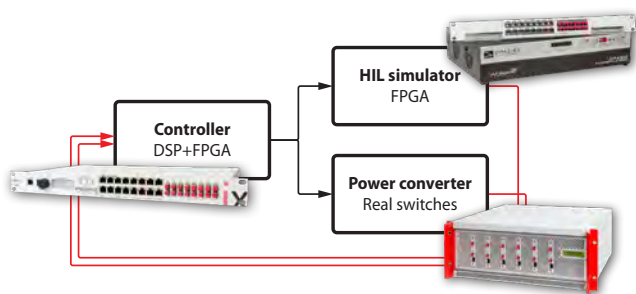 HIL simulator
FPGA
Controller
DSP+FPGA
Power converter
Real switches